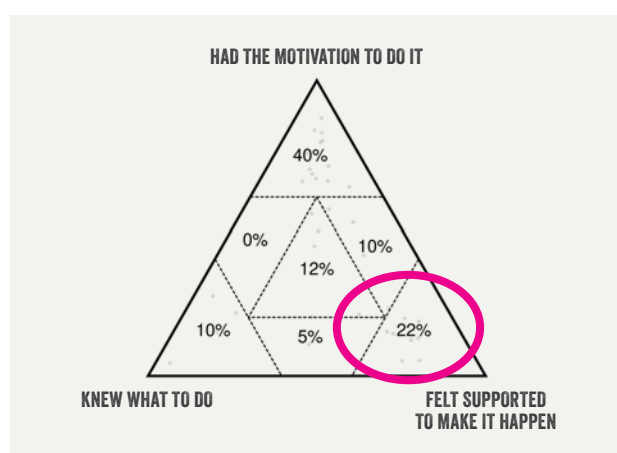 HAD THE MOTIVATION TO DO IT
40%
0%
10%
12%
10%
5%
22%
KNEW WHAT TO DO
FELT SUPPORTED
TO MAKE IT HAPPEN